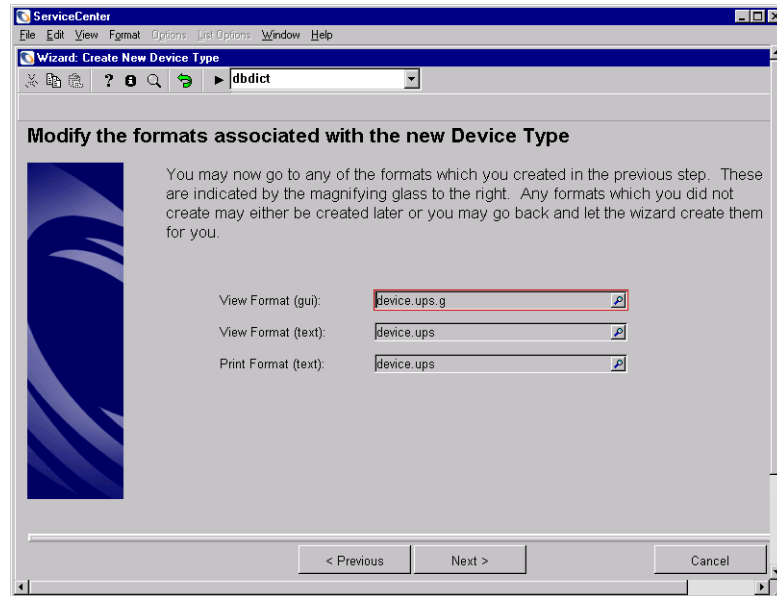 ServiceCenter
File Edit View Format Options List Options Window Help
Wizard: Create New Device Type
dbdict
Modify the formats associated with the new Device Type
You may now go to any of the formats which you created in the previous step. These
are indicated by the magnifying glass to the right. Any formats which you did not
create may either be created later or you may go back and let the wizard create them
for you.
View Format (gui): device.ups.g
View Format (text): device.ups
Print Format (text): device.ups
< Previous Next > Cancel